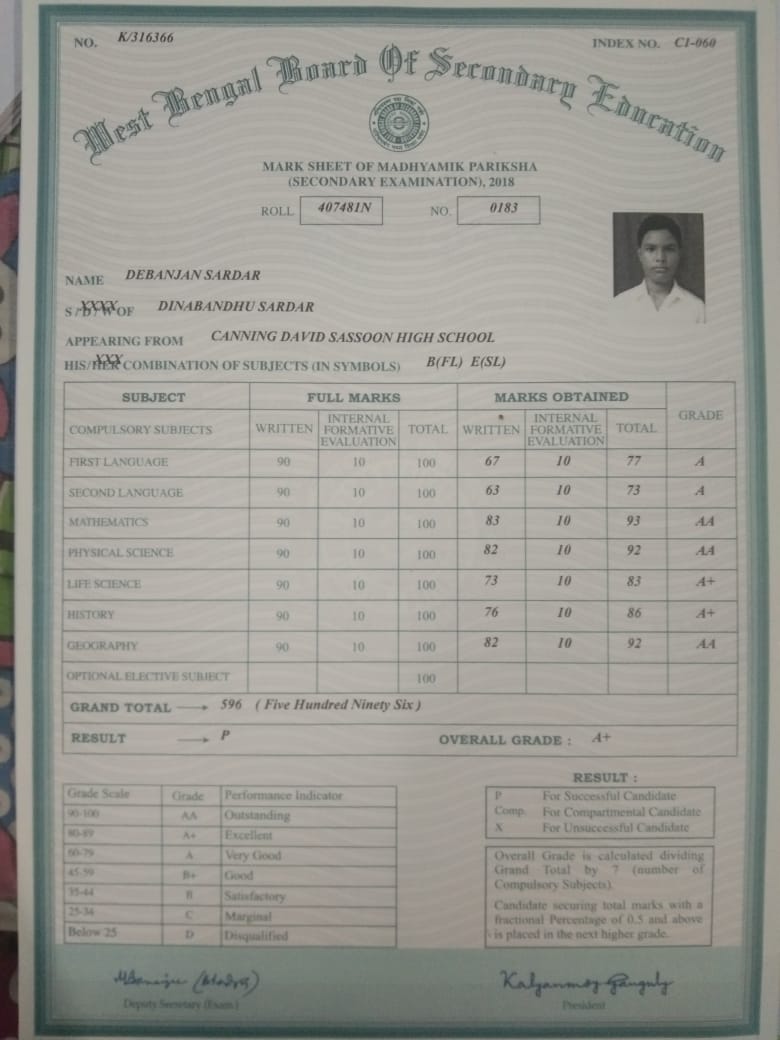 NO. K/316366 INDEX NO. C1-060
West Bengal Board Of Secondary Education
MARK SHEET OF MADHYAMIK PARIKSHA
(SECONDARY EXAMINATION), 2018
ROLL 407481N NO. 0183
NAME DEBANJAN SARDAR
S / D / W OF DINABANDHU SARDAR
APPEARING FROM CANNING DAVID SASSOON HIGH SCHOOL
HIS/HER COMBINATION OF SUBJECTS (IN SYMBOLS) B(FL) E(SL)
SUBJECT FULL MARKS MARKS OBTAINED GRADE
COMPULSORY SUBJECTS WRITTEN INTERNAL FORMATIVE EVALUATION TOTAL WRITTEN INTERNAL FORMATIVE EVALUATION TOTAL
FIRST LANGUAGE 90 10 100 67 10 77 A
SECOND LANGUAGE 90 10 100 63 10 73 A
MATHEMATICS 90 10 100 83 10 93 AA
PHYSICAL SCIENCE 90 10 100 82 10 92 AA
LIFE SCIENCE 90 10 100 73 10 83 A+
HISTORY 90 10 100 76 10 86 A+
GEOGRAPHY 90 10 100 82 10 92 AA
OPTIONAL ELECTIVE SUBJECT 100
GRAND TOTAL → 596 ( Five Hundred Ninety Six )
RESULT → P OVERALL GRADE : A+
Grade Scale Grade Performance Indicator
90-100 AA Outstanding
80-89 A+ Excellent
60-79 A Very Good
45-59 B+ Good
35-44 B Satisfactory
25-34 C Marginal
Below 25 D Disqualified
RESULT :
P For Successful Candidate
Comp. For Compartmental Candidate
X For Unsuccessful Candidate
Overall Grade is calculated dividing
Grand Total by 7 (number of
Compulsory Subjects).
Candidate securing total marks with a
fractional Percentage of 0.5 and above
is placed in the next higher grade.
Kalyanmoy Ganguly
Deputy Secretary (Exam.) President